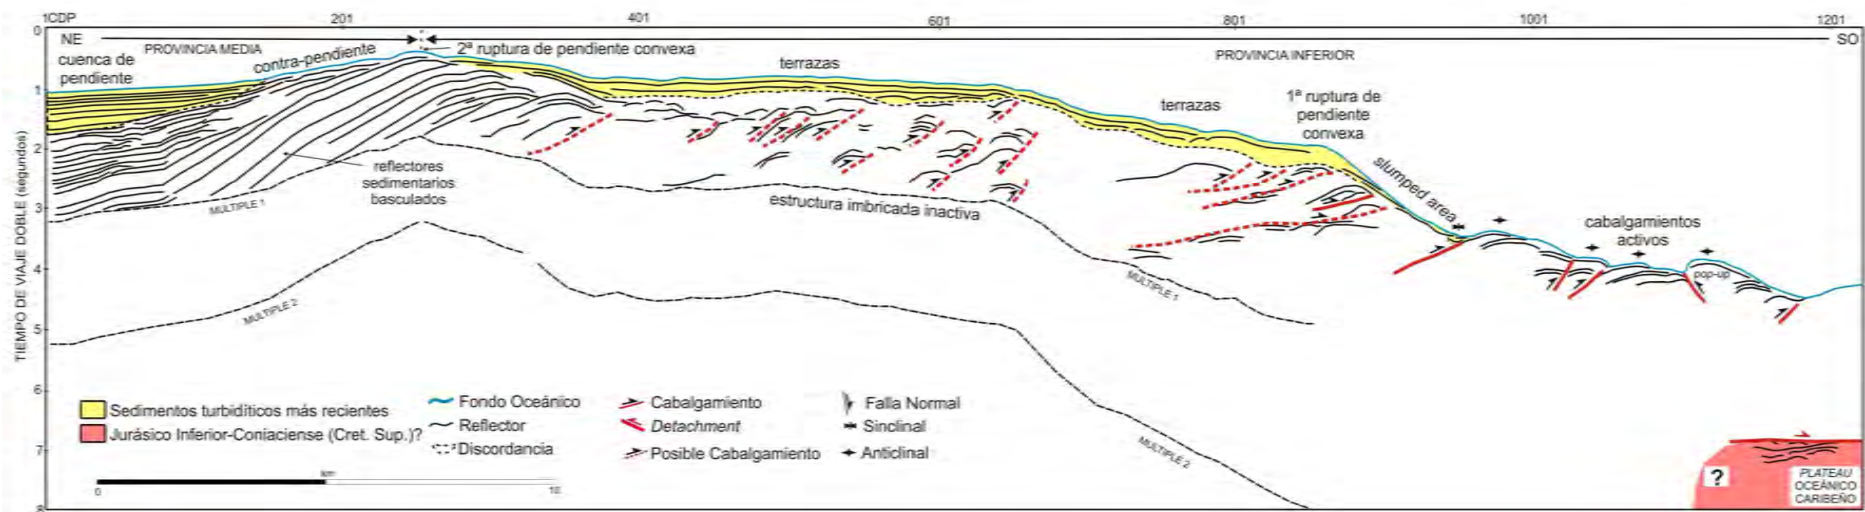 1CDP 201 401 601 801 1001 1201
NE PROVINCIA MEDIA 2ª ruptura de pendiente convexa PROVINCIA INFERIOR SO
cuenca de
pendiente
contra-pendiente
terrazas
terrazas
1ª ruptura de
pendiente
convexa
slumped area
cabalgamientos
activos
pop-up
reflectores
sedimentarios
basculados
estructura imbricada inactiva
MULTIPLE 1
MULTIPLE 1
MULTIPLE 2
MULTIPLE 2
TIEMPO DE VIAJE DOBLE (segundos)
0
1
2
3
4
5
6
7
8
Sedimentos turbidíticos más recientes
Jurásico Inferior-Coniaciense (Cret. Sup.)?
Fondo Oceánico
Reflector
Discordancia
Cabalgamiento
Detachment
Posible Cabalgamiento
Falla Normal
Sinclinal
Anticlinal
km
0 10
?
PLATEAU
OCEÁNICO
CARIBEÑO